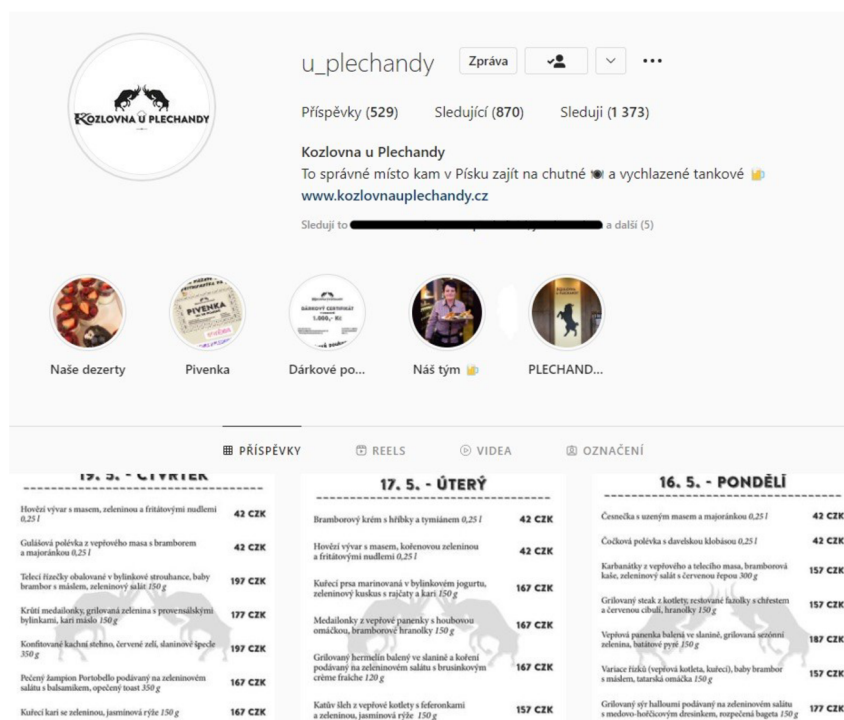 u_plechandy Zpráva
Příspěvky (529) Sledující (870) Sleduji (1 373)
Kozlovna u Plechandy
To správné místo kam v Písku zajít na chutné a vychlazené tankové
www.kozlovnauplechandy.cz
Sledují to a další (5)
KOZLOVNA U PLECHANDY
PIVENKA
DÁRKOVÝ CERTIFIKÁT
1.000,- Kč
Naše dezerty
Pivenka
Dárkové po...
Náš tým
PLECHAND...
PŘÍSPĚVKY REELS VIDEA OZNAČENÍ
19. 5. - ČTVRTEK
Hovězí vývar s masem, zeleninou a fritátovými nudlemi
0,25 l 42 CZK
Gulášová polévka z vepřového masa s bramborem
a majoránkou 0,25 l 42 CZK
Telecí řízečky obalované v bylinkové strouhance, baby
brambor s máslem, zeleninový salát 150 g 197 CZK
Krůtí medailonky, grilovaná zelenina s provensálskými
bylinkami, kari máslo 150 g 177 CZK
Konfitované kachní stehno, červené zelí, slaninové špecle
350 g 197 CZK
Pečený žampion Portobello podávaný na zeleninovém
salátu s balsamikem, opečený toast 350 g 167 CZK
Kuřecí kari se zeleninou, jasmínová rýže 150 g 167 CZK
17. 5. - ÚTERÝ
Bramborový krém s hříbky a tymiánem 0,25 l 42 CZK
Hovězí vývar s masem, kořenovou zeleninou
a fritátovými nudlemi 0,25 l 42 CZK
Kuřecí prsa marinovaná v bylinkovém jogurtu,
zeleninový kuskus s rajčaty a kari 150 g 167 CZK
Medailonky z vepřové panenky s houbovou
omáčkou, bramborové hranolky 150 g 167 CZK
Grilovaný hermelín balený ve slanině a koření
podávaný na zeleninovém salátu s brusinkovým
crème fraîche 120 g 167 CZK
Katův šleh z vepřové kotlety s feferonkami
a zeleninou, jasmínová rýže 150 g 157 CZK
16. 5. - PONDĚLÍ
Česnečka s uzeným masem a majoránkou 0,25 l 42 CZK
Čočková polévka s davelskou klobásou 0,25 l 42 CZK
Karbanátky z vepřového a telecího masa, bramborová
kaše, zeleninový salát s červenou řepou 300 g 157 CZK
Grilovaný steak z kotlety, restované fazolky s chřestem
a červenou cibulí, hranolky 150 g 157 CZK
Vepřová panenka balená ve slanině, grilovaná sezónní
zelenina, batátové pyré 150 g 187 CZK
Variace řízků (vepřová kotleta, kuřecí), baby brambor
s máslem, tatarská omáčka 150 g 157 CZK
Grilovaný sýr halloumi podávaný na zeleninovém salátu
s medovo-hořčicovým dresinkem, rozpečená bageta 150 g 177 CZK